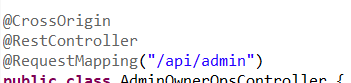 @CrossOrigin
@RestController
@RequestMapping("/api/admin")
public class AdminOwnerOpsController {